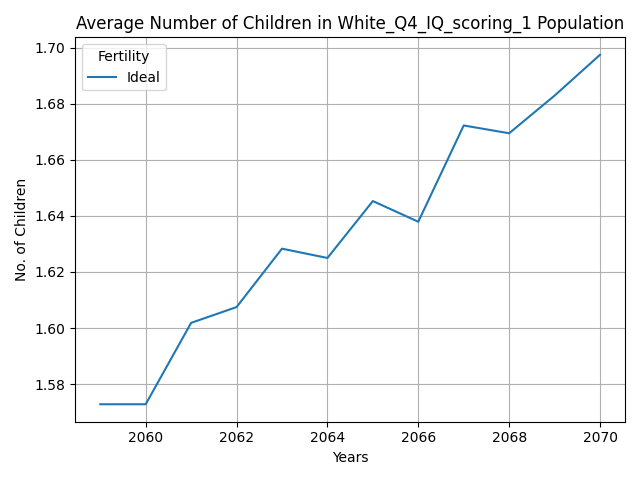 Average Number of Children in White_Q4_IQ_scoring_1 Population
Fertility
Ideal
No. of Children
1.70
1.68
1.66
1.64
1.62
1.60
1.58
2060 2062 2064 2066 2068 2070
Years